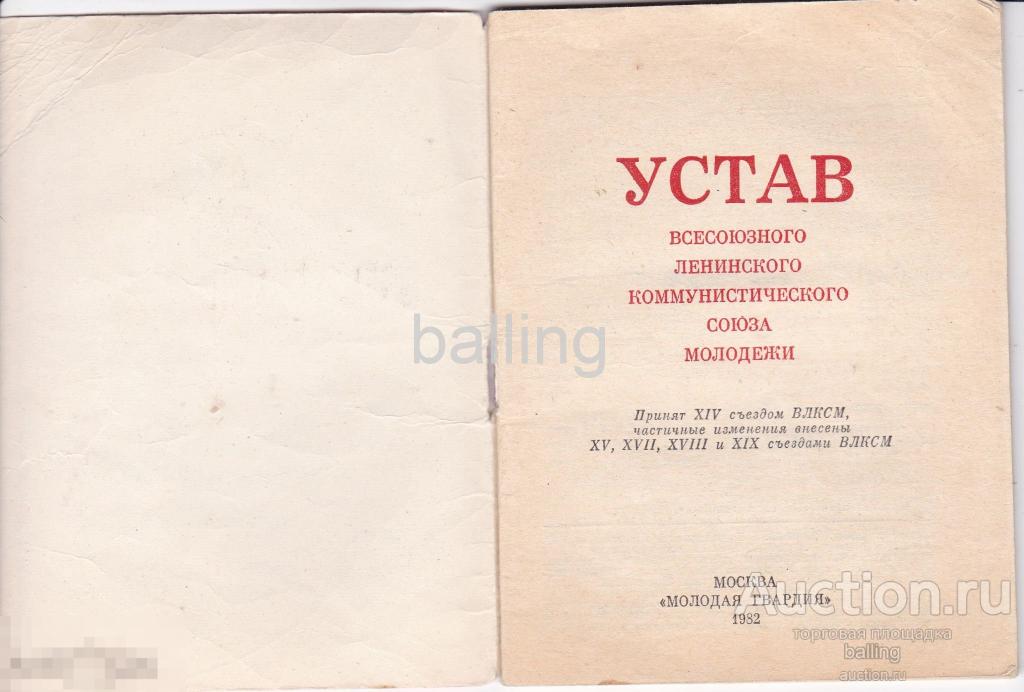 УСТАВ
ВСЕСОЮЗНОГО
ЛЕНИНСКОГО
КОММУНИСТИЧЕСКОГО
СОЮЗА
МОЛОДЕЖИ
balling
Принят XIV съездом ВЛКСМ,
частичные изменения внесены
XV, XVII, XVIII и XIX съездами ВЛКСМ
МОСКВА
«МОЛОДАЯ ГВАРДИЯ»
1982
Auction.ru
торговая площадка
balling
auction.ru